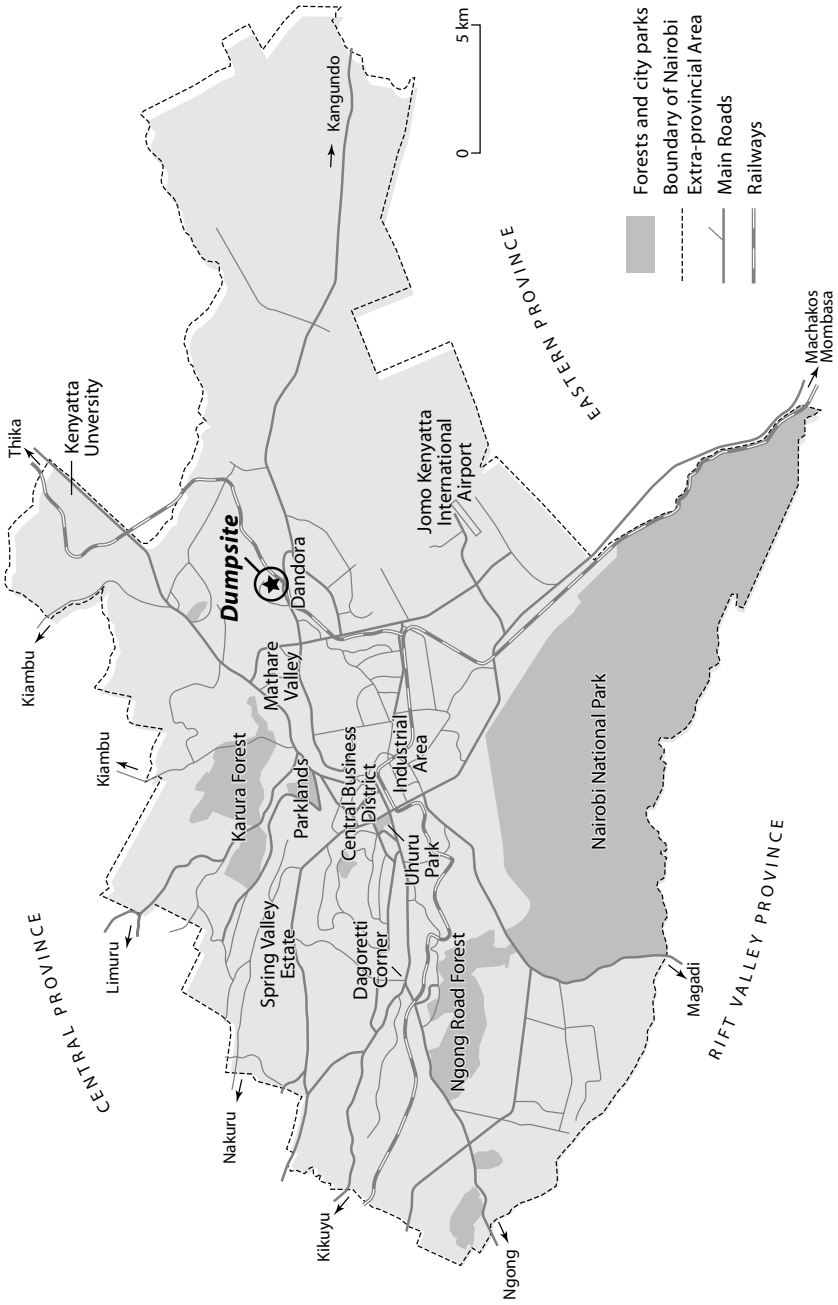 Thika
Kenyatta
Unversity
Kiambu
Kiambu
Limuru
CENTRAL PROVINCE
Nakuru
Kikuyu
Ngong
Kangundo
Dumpsite
Dandora
Mathare
Valley
Karura Forest
Parklands
Central Business
District
Industrial
Area
Uhuru
Park
Spring Valley
Estate
Dagoretti
Corner
Ngong Road Forest
Jomo Kenyatta
International
Airport
Nairobi National Park
EASTERN PROVINCE
Machakos
Mombasa
Magadi
RIFT VALLEY PROVINCE
0
5 km
Forests and city parks
Boundary of Nairobi
Extra-provincial Area
Main Roads
Railways